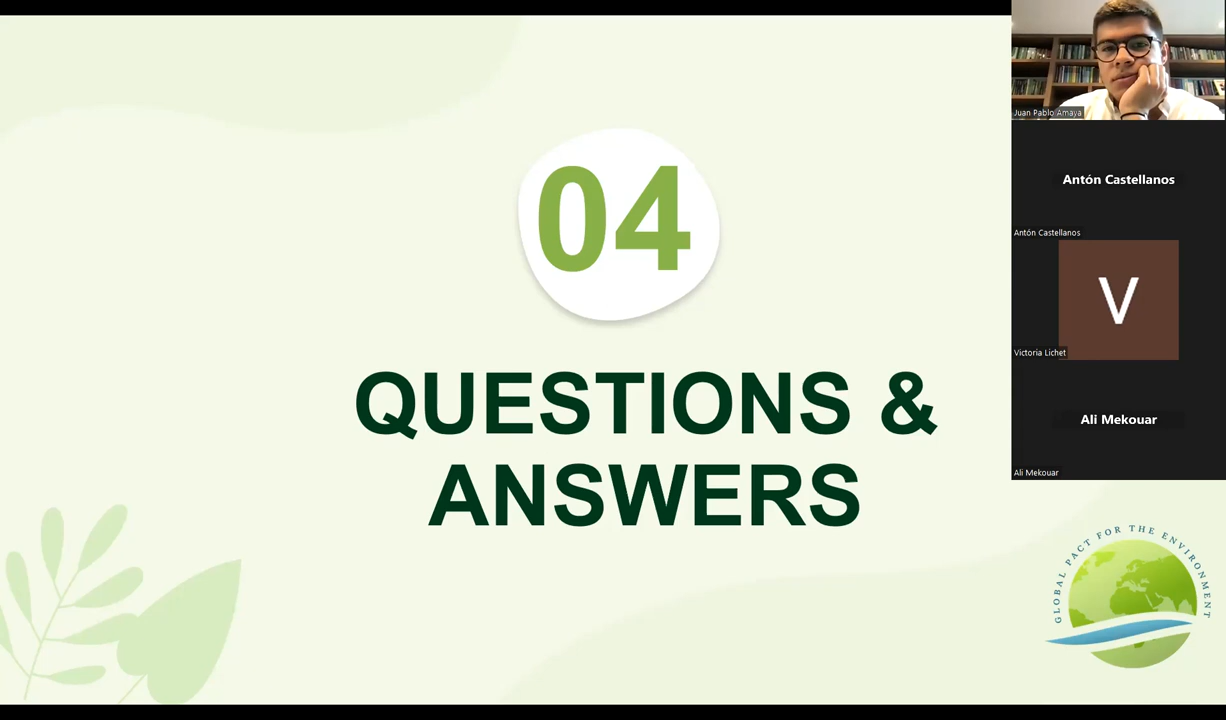 04
QUESTIONS &
ANSWERS
Juan Pablo Amaya
Antón Castellanos
Antón Castellanos
V
Victoria Lichet
Ali Mekouar
Ali Mekouar
GLOBAL PACT FOR THE ENVIRONMENT